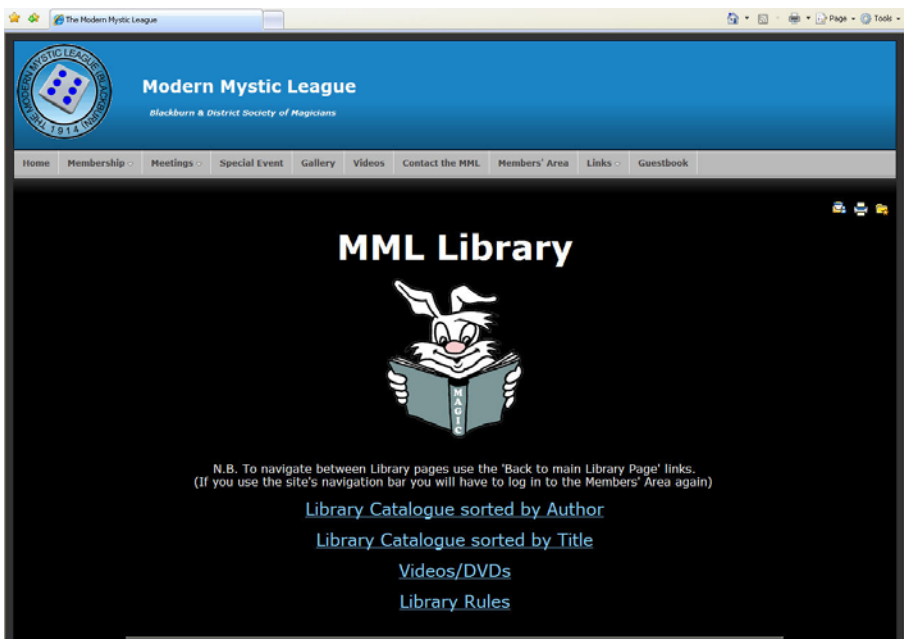 The Modern Mystic League
Page
Tools
THE MODERN MYSTIC LEAGUE (BLACKBURN)
1914
Modern Mystic League
Blackburn & District Society of Magicians
Home Membership Meetings Special Event Gallery Videos Contact the MML Members' Area Links Guestbook
MML Library
MAGIC
N.B. To navigate between Library pages use the 'Back to main Library Page' links.
(If you use the site's navigation bar you will have to log in to the Members' Area again)
Library Catalogue sorted by Author
Library Catalogue sorted by Title
Videos/DVDs
Library Rules